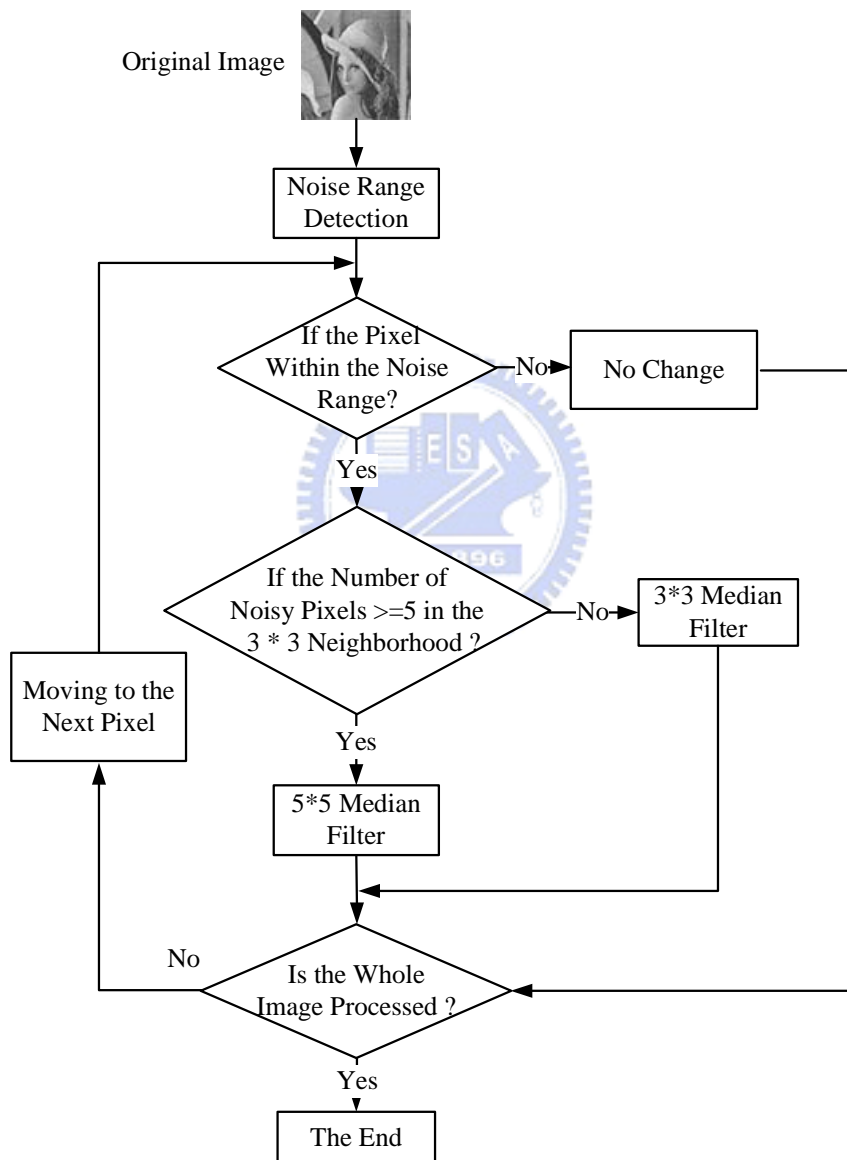 Original Image
Noise Range
Detection
If the Pixel
Within the Noise
Range?
No
No Change
Yes
ESA
1896
If the Number of
Noisy Pixels >=5 in the
3 * 3 Neighborhood ?
No
3*3 Median
Filter
Moving to the
Next Pixel
Yes
5*5 Median
Filter
No
Is the Whole
Image Processed ?
Yes
The End